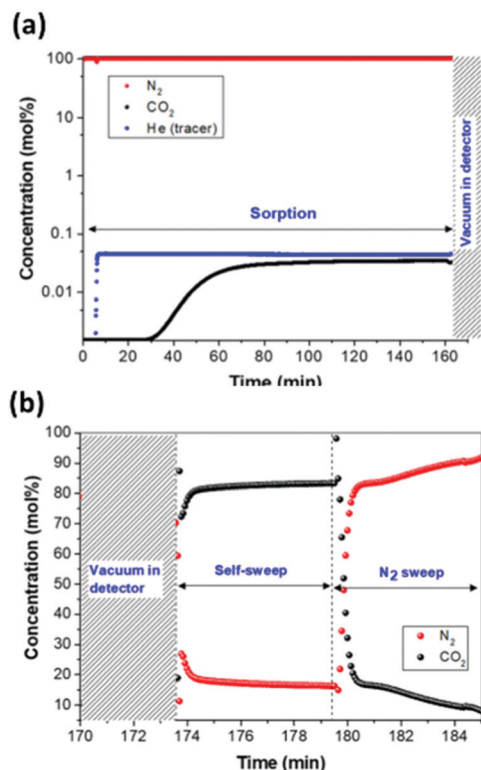 (a)
Concentration (mol%)
100
10
1
0.1
0.01
N₂
CO₂
He (tracer)
Sorption
Vacuum in detector
0 20 40 60 80 100 120 140 160
Time (min)
(b)
Concentration (mol%)
100
90
80
70
60
50
40
30
20
10
Vacuum in
detector
Self-sweep
N₂ sweep
N₂
CO₂
170 172 174 176 178 180 182 184
Time (min)